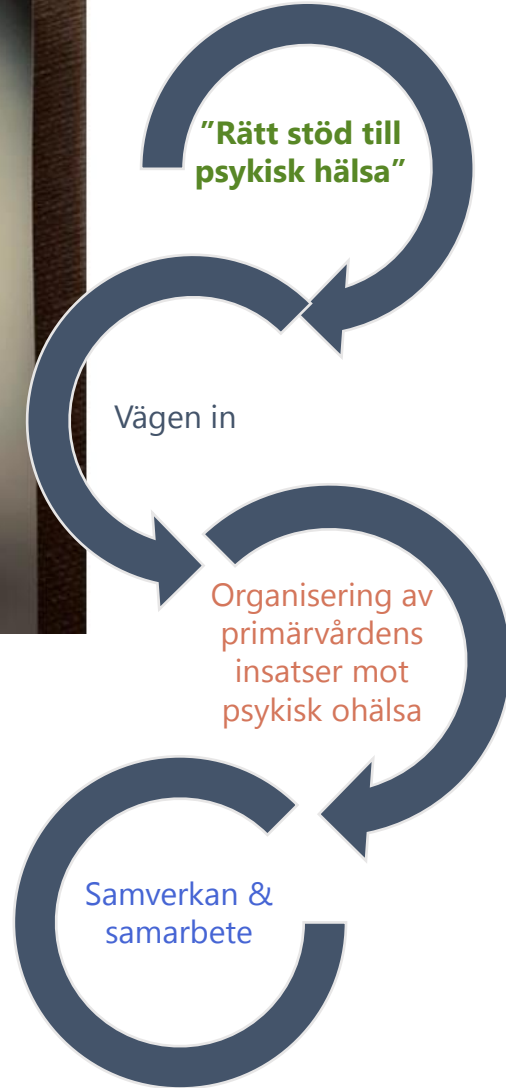 ”Rätt stöd till
psykisk hälsa”
Vägen in
Organisering av
primärvårdens
insatser mot
psykisk ohälsa
Samverkan &
samarbete